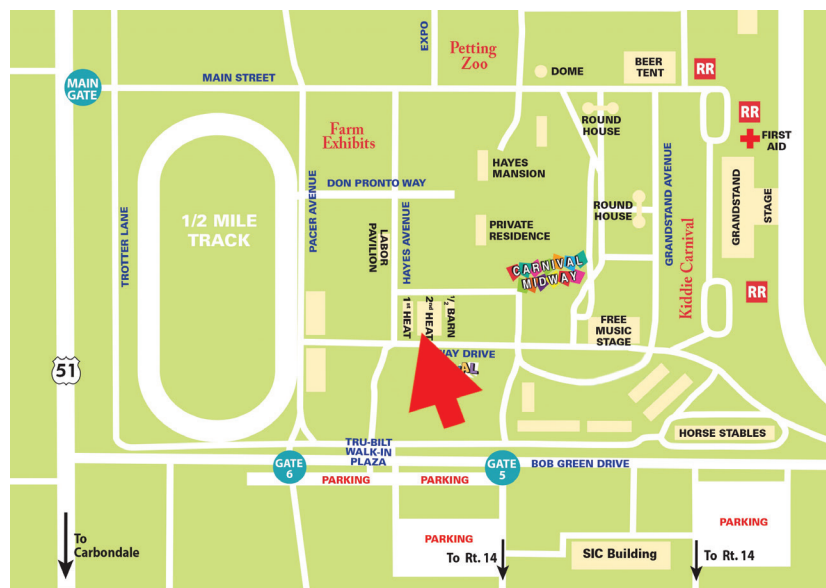 EXPO
Petting
Zoo
DOME
BEER
TENT
RR
MAIN
GATE
MAIN STREET
RR
ROUND
HOUSE
FIRST
AID
Farm
Exhibits
HAYES
MANSION
DON PRONTO WAY
TROTTER LANE
1/2 MILE
TRACK
PACER AVENUE
LABOR
PAVILION
HAYES AVENUE
PRIVATE
RESIDENCE
ROUND
HOUSE
GRANDSTAND AVENUE
Kiddie Carnival
GRANDSTAND
STAGE
CARNIVAL
MIDWAY
RR
1st HEAT
2nd HEAT
1/2 BARN
FREE
MUSIC
STAGE
WAY DRIVE
AL
51
HORSE STABLES
TRU-BILT
WALK-IN
PLAZA
GATE
6
GATE
5
BOB GREEN DRIVE
PARKING
PARKING
PARKING
PARKING
To
Carbondale
To Rt. 14
SIC Building
To Rt. 14